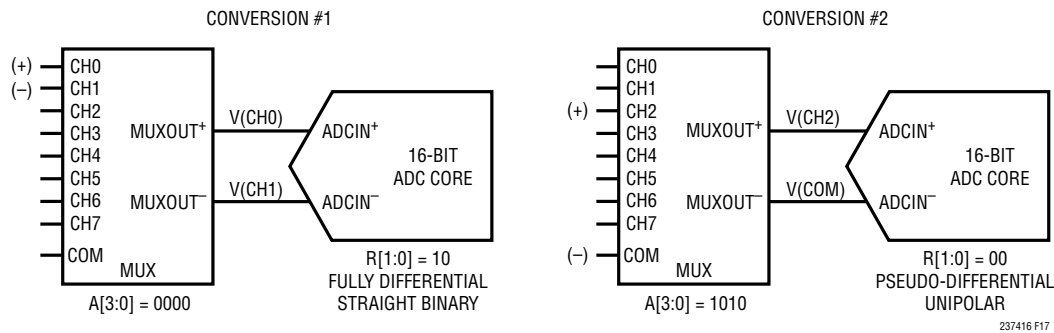 CONVERSION #1
(+)
(–)
CH0
CH1
CH2
CH3
CH4
CH5
CH6
CH7
COM
MUXOUT+
MUXOUT–
MUX
A[3:0] = 0000
V(CH0)
V(CH1)
ADCIN+
ADCIN–
16-BIT
ADC CORE
R[1:0] = 10
FULLY DIFFERENTIAL
STRAIGHT BINARY
CONVERSION #2
(+)
(–)
CH0
CH1
CH2
CH3
CH4
CH5
CH6
CH7
COM
MUXOUT+
MUXOUT–
MUX
A[3:0] = 1010
V(CH2)
V(COM)
ADCIN+
ADCIN–
16-BIT
ADC CORE
R[1:0] = 00
PSEUDO-DIFFERENTIAL
UNIPOLAR
237416 F17